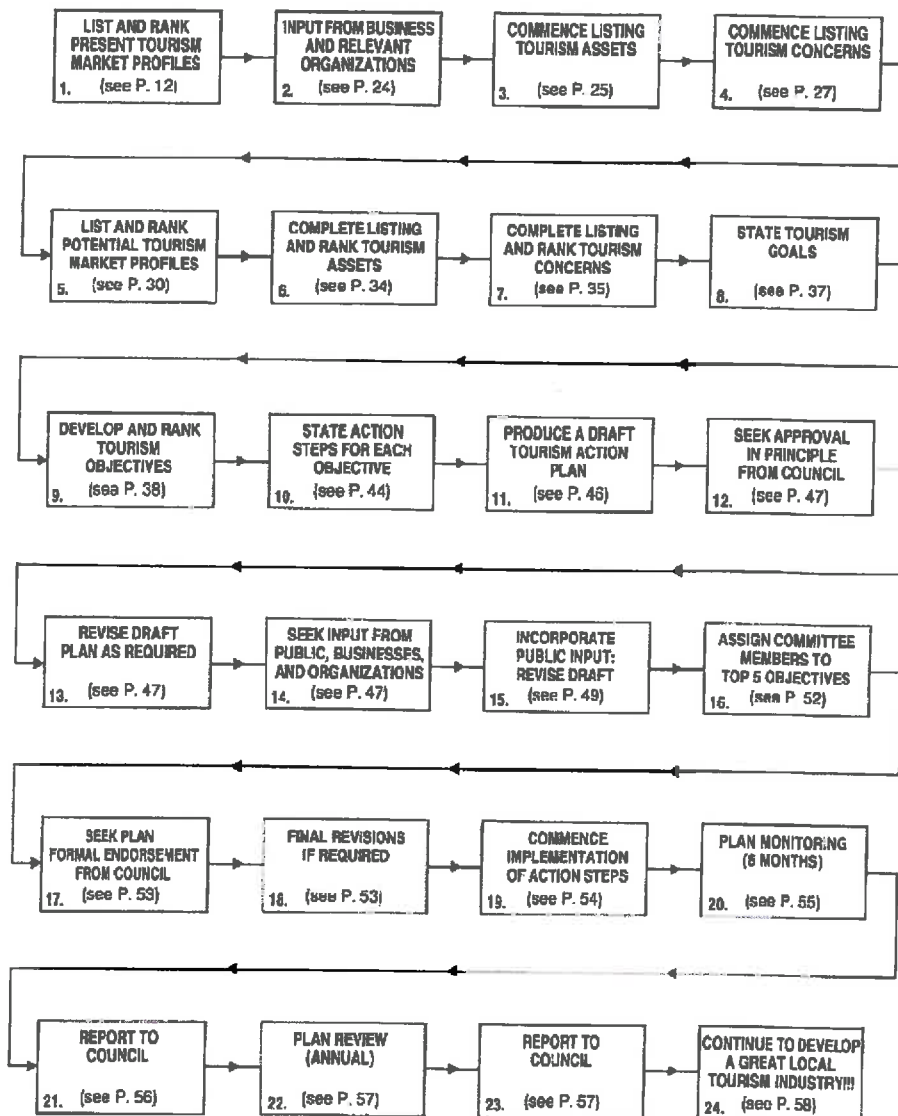 LIST AND RANK
PRESENT TOURISM
MARKET PROFILES
1. (see P. 12)
INPUT FROM BUSINESS
AND RELEVANT
ORGANIZATIONS
2. (see P. 24)
COMMENCE LISTING
TOURISM ASSETS
3. (see P. 25)
COMMENCE LISTING
TOURISM CONCERNS
4. (see P. 27)
LIST AND RANK
POTENTIAL TOURISM
MARKET PROFILES
5. (see P. 30)
COMPLETE LISTING
AND RANK TOURISM
ASSETS
6. (see P. 34)
COMPLETE LISTING
AND RANK TOURISM
CONCERNS
7. (see P. 35)
STATE TOURISM
GOALS
8. (see P. 37)
DEVELOP AND RANK
TOURISM
OBJECTIVES
9. (see P. 38)
STATE ACTION
STEPS FOR EACH
OBJECTIVE
10. (see P. 44)
PRODUCE A DRAFT
TOURISM ACTION
PLAN
11. (see P. 46)
SEEK APPROVAL
IN PRINCIPLE
FROM COUNCIL
12. (see P. 47)
REVISE DRAFT
PLAN AS REQUIRED
13. (see P. 47)
SEEK INPUT FROM
PUBLIC, BUSINESSES,
AND ORGANIZATIONS
14. (see P. 47)
INCORPORATE
PUBLIC INPUT:
REVISE DRAFT
15. (see P. 49)
ASSIGN COMMITTEE
MEMBERS TO
TOP 5 OBJECTIVES
16. (see P 52)
SEEK PLAN
FORMAL ENDORSEMENT
FROM COUNCIL
17. (see P. 53)
FINAL REVISIONS
IF REQUIRED
18. (see P. 53)
COMMENCE
IMPLEMENTATION
OF ACTION STEPS
19. (see P. 54)
PLAN MONITORING
(6 MONTHS)
20. (see P. 55)
REPORT TO
COUNCIL
21. (see P. 56)
PLAN REVIEW
(ANNUAL)
22. (see P. 57)
REPORT TO
COUNCIL
23. (see P. 57)
CONTINUE TO DEVELOP
A GREAT LOCAL
TOURISM INDUSTRY!!!
24. (see P. 58)